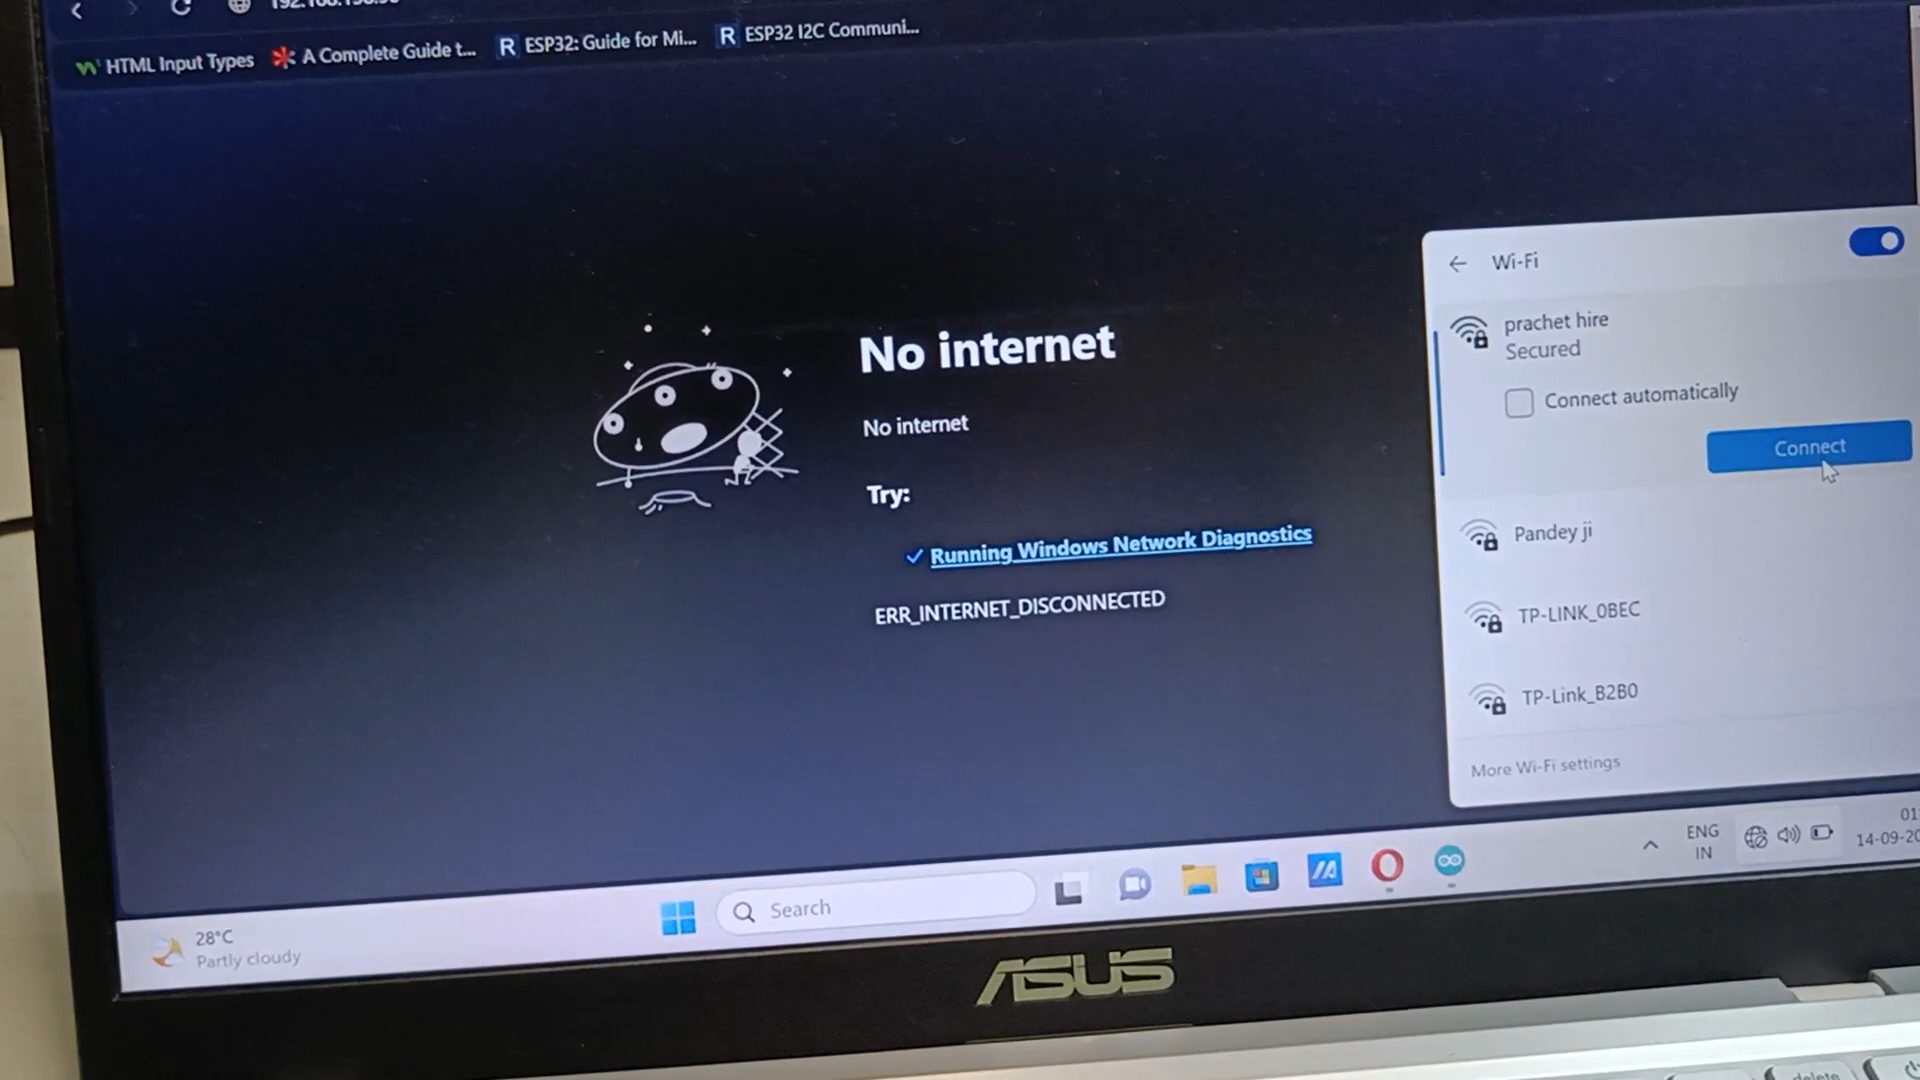 HTML Input Types
A Complete Guide t...
R ESP32: Guide for Mi...
R ESP32 I2C Communi...
No internet
No internet
Try:
Running Windows Network Diagnostics
ERR_INTERNET_DISCONNECTED
Wi-Fi
prachet hire
Secured
Connect automatically
Connect
Pandey ji
TP-LINK_0BEC
TP-Link_B2B0
More Wi-Fi settings
28°C
Partly cloudy
Search
ENG
IN
01
14-09-20
ASUS
delete